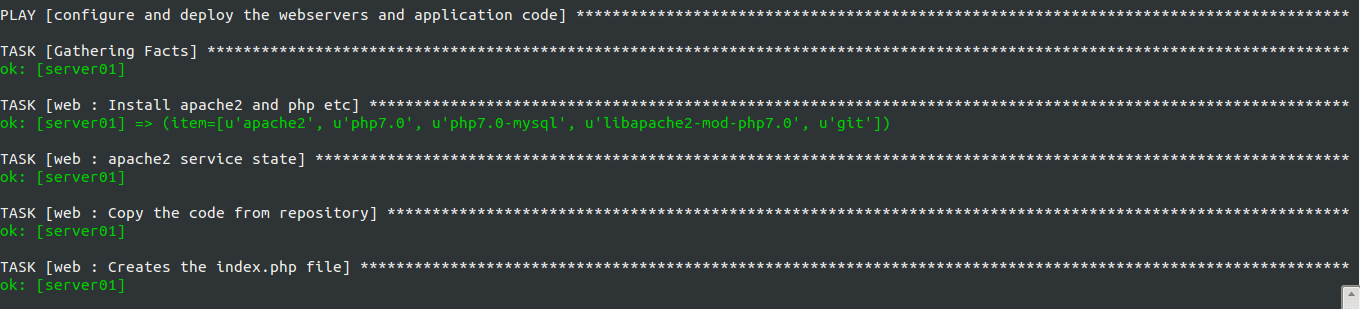 PLAY [configure and deploy the webservers and application code] **************************************************************************************
TASK [Gathering Facts] *******************************************************************************************************************************
ok: [server01]
TASK [web : Install apache2 and php etc] *************************************************************************************************************
ok: [server01] => (item=[u'apache2', u'php7.0', u'php7.0-mysql', u'libapache2-mod-php7.0', u'git'])
TASK [web : apache2 service state] *******************************************************************************************************************
ok: [server01]
TASK [web : Copy the code from repository] ***********************************************************************************************************
ok: [server01]
TASK [web : Creates the index.php file] **************************************************************************************************************
ok: [server01]